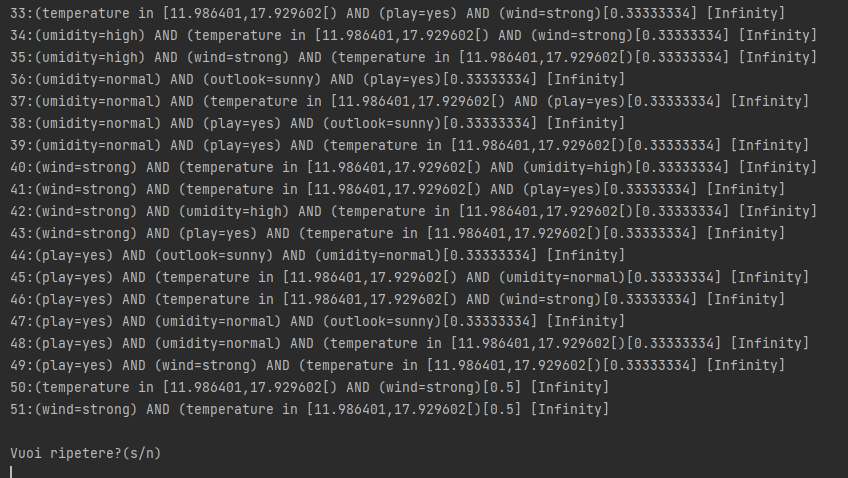 33:(temperature in [11.986401,17.929602[) AND (play=yes) AND (wind=strong)[0.33333334] [Infinity]
34:(umidity=high) AND (temperature in [11.986401,17.929602[) AND (wind=strong)[0.33333334] [Infinity]
35:(umidity=high) AND (wind=strong) AND (temperature in [11.986401,17.929602[)[0.33333334] [Infinity]
36:(umidity=normal) AND (outlook=sunny) AND (play=yes)[0.33333334] [Infinity]
37:(umidity=normal) AND (temperature in [11.986401,17.929602[) AND (play=yes)[0.33333334] [Infinity]
38:(umidity=normal) AND (play=yes) AND (outlook=sunny)[0.33333334] [Infinity]
39:(umidity=normal) AND (play=yes) AND (temperature in [11.986401,17.929602[)[0.33333334] [Infinity]
40:(wind=strong) AND (temperature in [11.986401,17.929602[) AND (umidity=high)[0.33333334] [Infinity]
41:(wind=strong) AND (temperature in [11.986401,17.929602[) AND (play=yes)[0.33333334] [Infinity]
42:(wind=strong) AND (umidity=high) AND (temperature in [11.986401,17.929602[)[0.33333334] [Infinity]
43:(wind=strong) AND (play=yes) AND (temperature in [11.986401,17.929602[)[0.33333334] [Infinity]
44:(play=yes) AND (outlook=sunny) AND (umidity=normal)[0.33333334] [Infinity]
45:(play=yes) AND (temperature in [11.986401,17.929602[) AND (umidity=normal)[0.33333334] [Infinity]
46:(play=yes) AND (temperature in [11.986401,17.929602[) AND (wind=strong)[0.33333334] [Infinity]
47:(play=yes) AND (umidity=normal) AND (outlook=sunny)[0.33333334] [Infinity]
48:(play=yes) AND (umidity=normal) AND (temperature in [11.986401,17.929602[)[0.33333334] [Infinity]
49:(play=yes) AND (wind=strong) AND (temperature in [11.986401,17.929602[)[0.33333334] [Infinity]
50:(temperature in [11.986401,17.929602[) AND (wind=strong)[0.5] [Infinity]
51:(wind=strong) AND (temperature in [11.986401,17.929602[)[0.5] [Infinity]
Vuoi ripetere?(s/n)